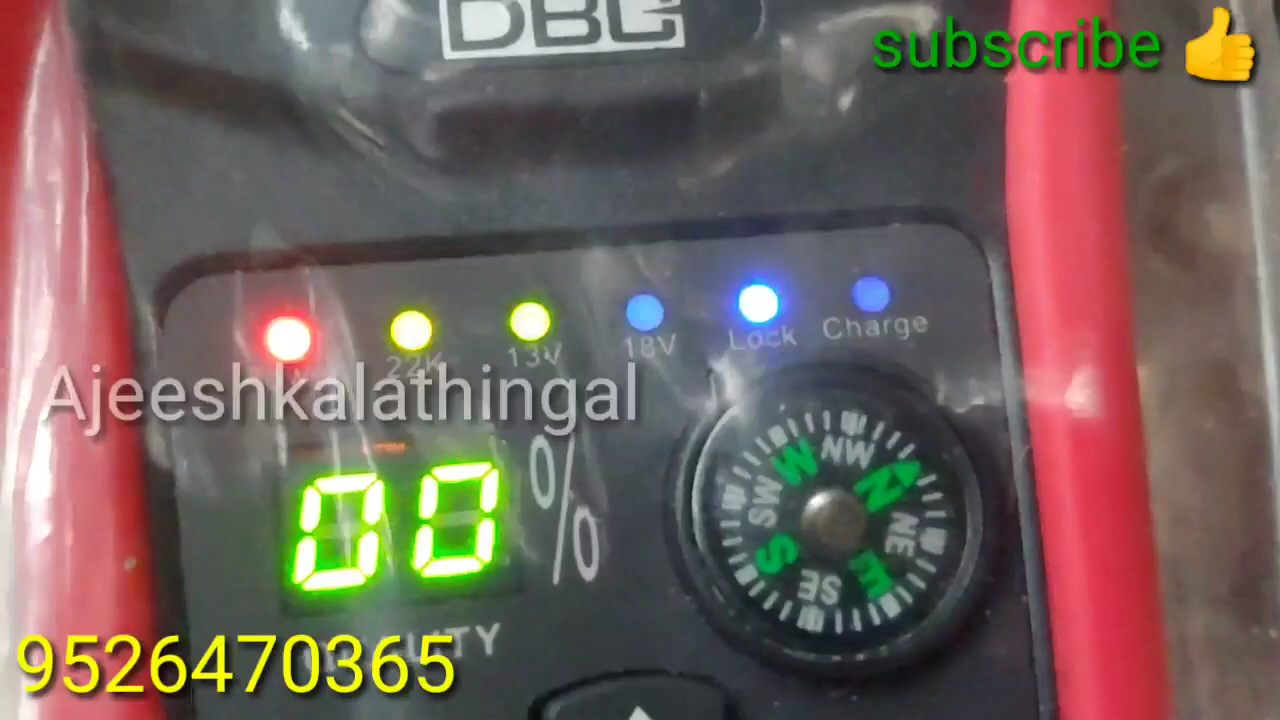 DBL
subscribe 👍
22K 13V 18V Lock Charge
Ajeeshkalathingal
00 %
NW N NE E SE S SW W
9526470365